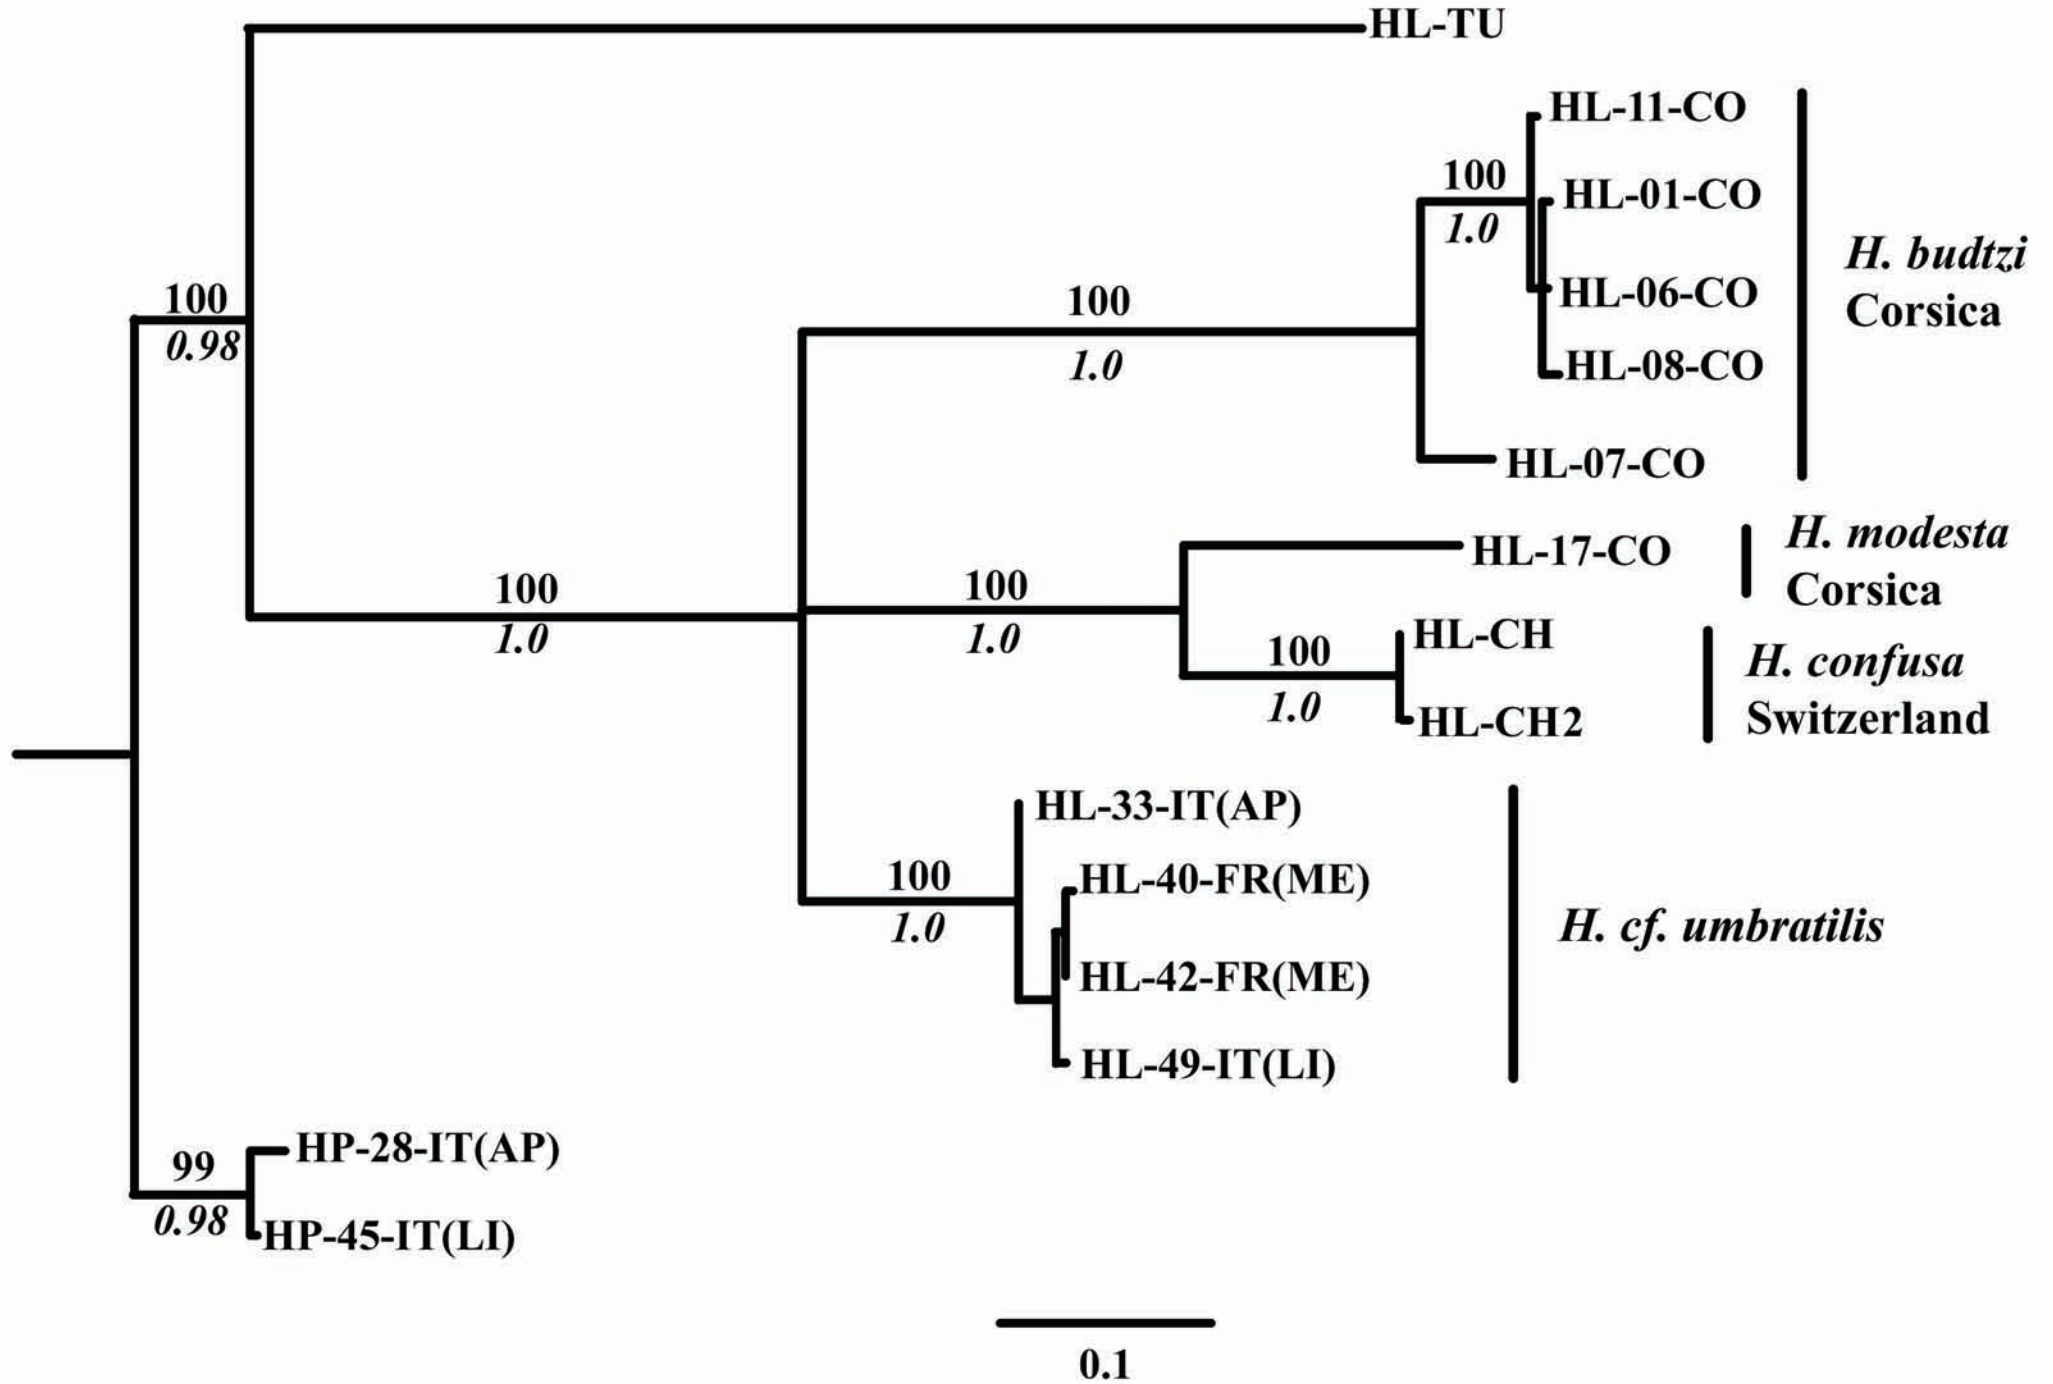 HL-TU
HL-11-CO
100
1.0
HL-01-CO
HL-06-CO
HL-08-CO
H. budtzi
Corsica
100
0.98
100
1.0
HL-07-CO
HL-17-CO
H. modesta
Corsica
100
1.0
100
1.0
HL-CH
100
1.0
HL-CH2
H. confusa
Switzerland
HL-33-IT(AP)
100
1.0
HL-40-FR(ME)
HL-42-FR(ME)
HL-49-IT(LI)
H. cf. umbratilis
HP-28-IT(AP)
99
0.98
HP-45-IT(LI)
0.1